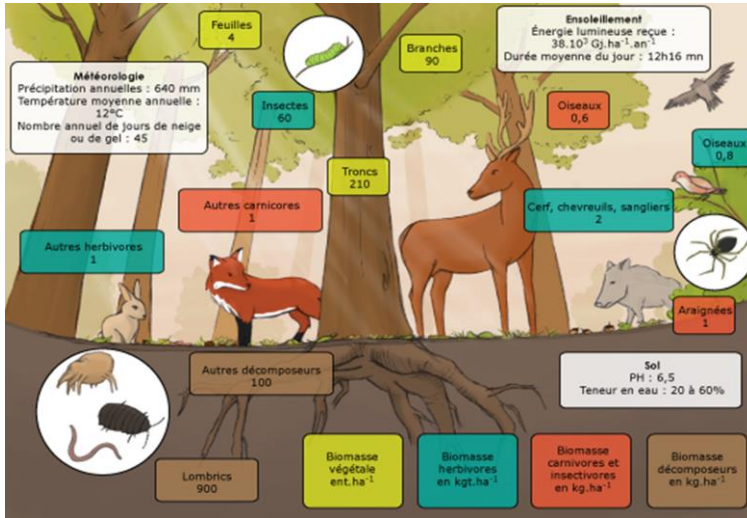 Feuilles
4
Ensoleillement
Énergie lumineuse reçue :
38.10³ Gj.ha⁻¹.an⁻¹
Durée moyenne du jour : 12h16 mn
Branches
90
Météorologie
Précipitation annuelles : 640 mm
Température moyenne annuelle :
12°C
Nombre annuel de jours de neige
ou de gel : 45
Insectes
60
Oiseaux
0,6
Oiseaux
0,8
Troncs
210
Autres carnicores
1
Cerf, chevreuils, sangliers
2
Autres herbivores
1
Araignées
1
Autres décomposeurs
100
Sol
PH : 6,5
Teneur en eau : 20 à 60%
Lombrics
900
Biomasse
végétale
ent.ha⁻¹
Biomasse
herbivores
en kgt.ha⁻¹
Biomasse
carnivores et
insectivores
en kg.ha⁻¹
Biomasse
décomposeurs
en kg.ha⁻¹